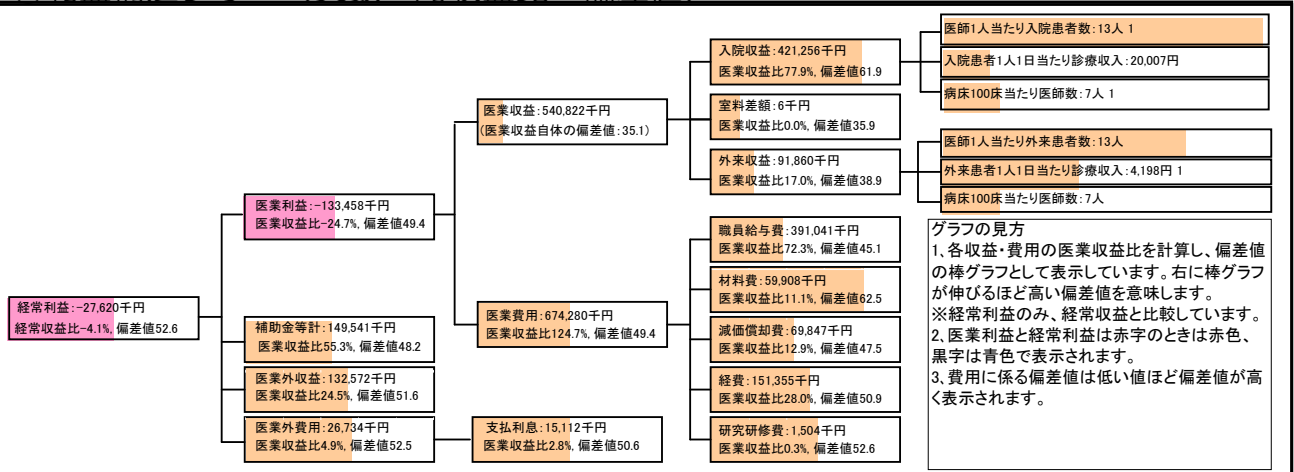 医師1人当たり入院患者数:13人 1
入院収益:421,256千円
医業収益比77.9%, 偏差値61.9
入院患者1人1日当たり診療収入:20,007円
病床100床当たり医師数:7人 1
医業収益:540,822千円
(医業収益自体の偏差値:35.1)
室料差額:6千円
医業収益比0.0%, 偏差値35.9
医師1人当たり外来患者数:13人
外来収益:91,860千円
医業収益比17.0%, 偏差値38.9
外来患者1人1日当たり診療収入:4,198円 1
病床100床当たり医師数:7人
医業利益:-133,458千円
医業収益比-24.7%, 偏差値49.4
職員給与費:391,041千円
医業収益比72.3%, 偏差値45.1
材料費:59,908千円
医業収益比11.1%, 偏差値62.5
経常利益:-27,620千円
経常収益比-4.1%, 偏差値52.6
医業費用:674,280千円
医業収益比124.7%, 偏差値49.4
減価償却費:69,847千円
医業収益比12.9%, 偏差値47.5
補助金等計:149,541千円
医業収益比55.3%, 偏差値48.2
経費:151,355千円
医業収益比28.0%, 偏差値50.9
医業外収益:132,572千円
医業収益比24.5%, 偏差値51.6
医業外費用:26,734千円
医業収益比4.9%, 偏差値52.5
支払利息:15,112千円
医業収益比2.8%, 偏差値50.6
研究研修費:1,504千円
医業収益比0.3%, 偏差値52.6
グラフの見方
1、各収益・費用の医業収益比を計算し、偏差値
の棒グラフとして表示しています。右に棒グラフ
が伸びるほど高い偏差値を意味します。
※経常利益のみ、経常収益と比較しています。
2、医業利益と経常利益は赤字のときは赤色、
黒字は青色で表示されます。
3、費用に係る偏差値は低い値ほど偏差値が高
く表示されます。